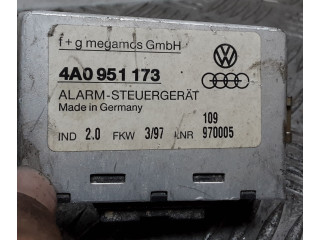 f+g megamos GmbH
4A0 951 173
ALARM-STEUERGERÄT
Made in Germany
109
IND 2.0 FKW 3/97 LNR 970005